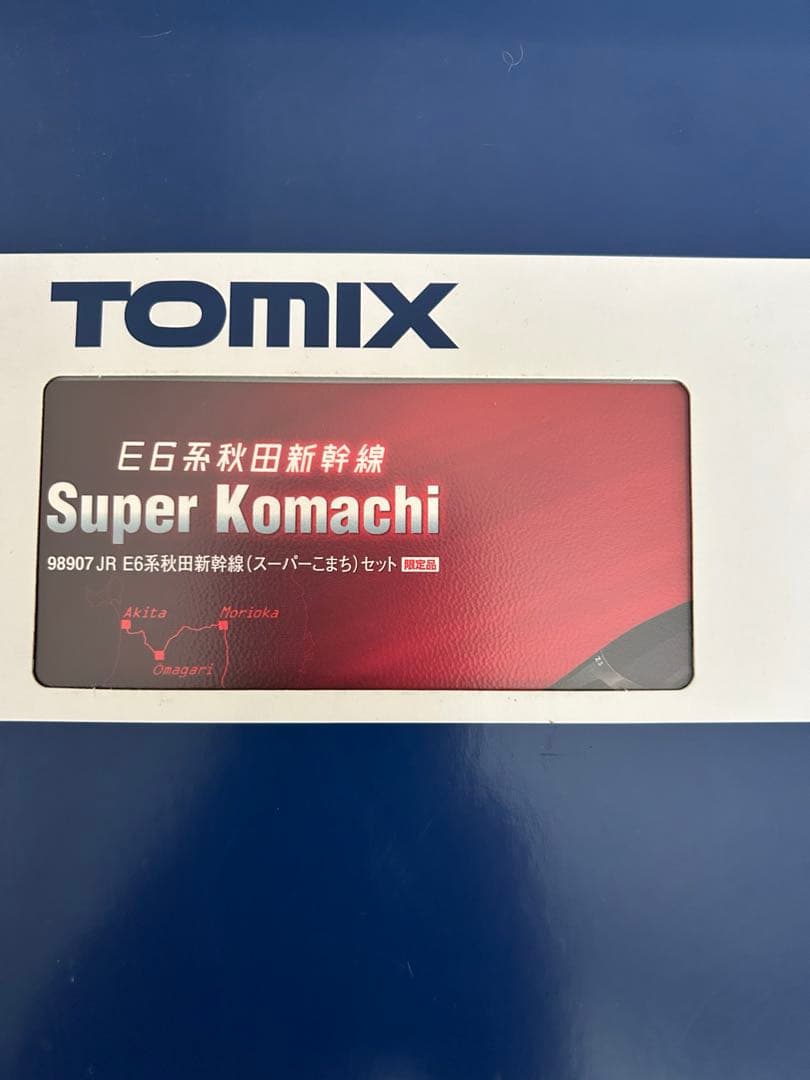 TOMIX
E6系秋田新幹線
Super Komachi
98907 JR E6系秋田新幹線(スーパーこまち)セット 限定品
Akita Morioka
Omagari
23